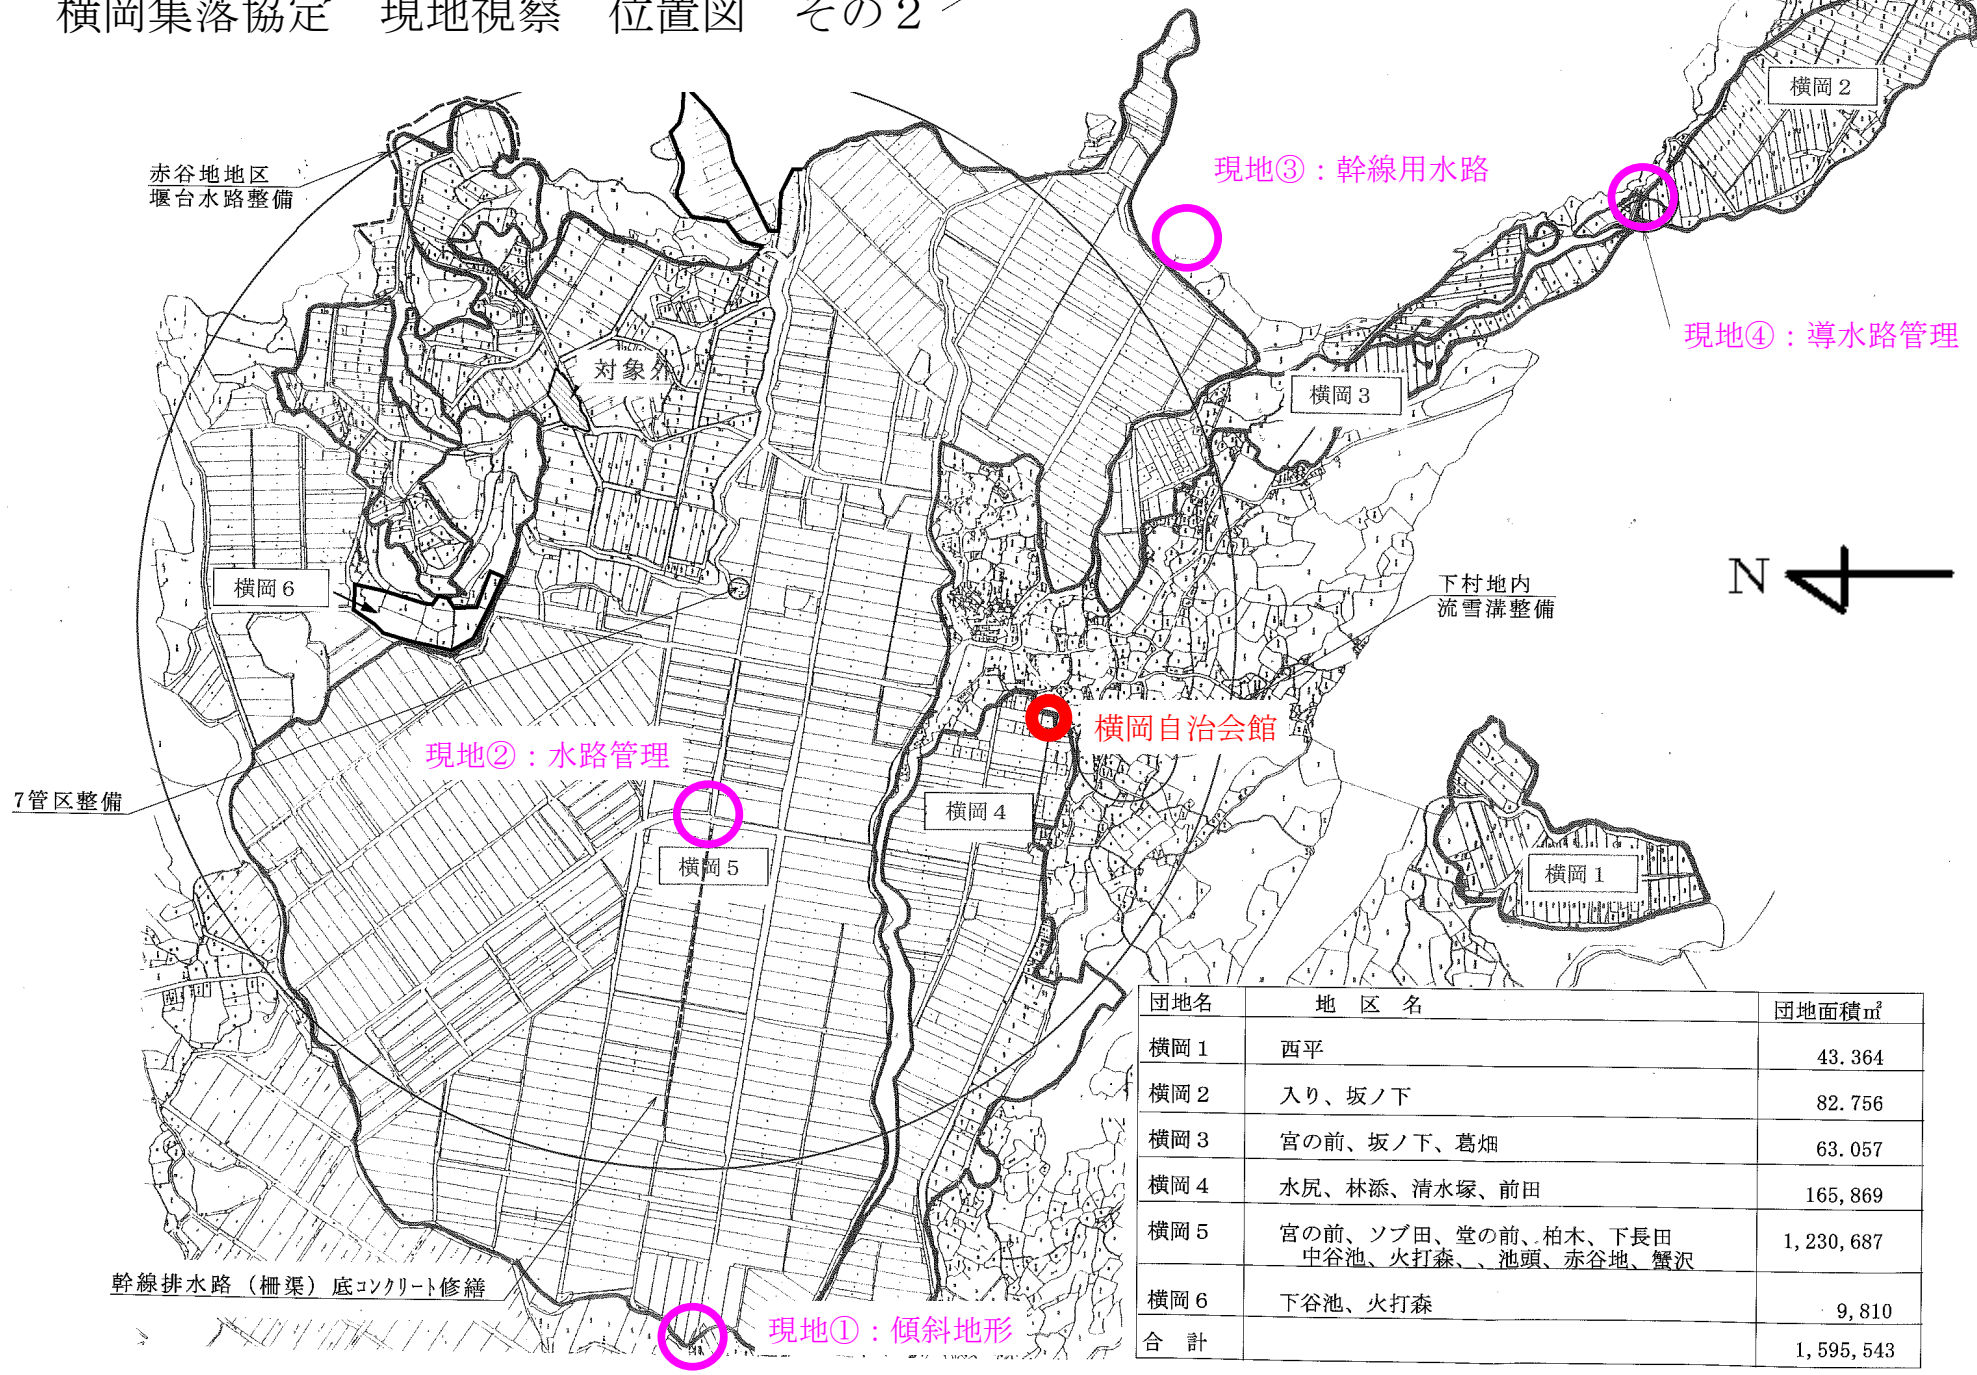 横岡集落協定　現地視察　位置図　その２
横岡２
赤谷地地区
堰台水路整備
現地③：幹線用水路
現地④：導水路管理
対象外
横岡３
横岡６
N
下村地内
流雪溝整備
横岡自治会館
現地②：水路管理
7管区整備
横岡４
横岡５
横岡１
幹線排水路（柵渠）底コンクリート修繕
現地①：傾斜地形
団地名　地　区　名　団地面積㎡
横岡１　西平　43.364
横岡２　入り、坂ノ下　82.756
横岡３　宮の前、坂ノ下、葛畑　63.057
横岡４　水尻、林添、清水塚、前田　165,869
横岡５　宮の前、ソブ田、堂の前、柏木、下長田　1,230,687
中谷池、火打森、、池頭、赤谷地、蟹沢
横岡６　下谷池、火打森　9,810
合　計　1,595,543